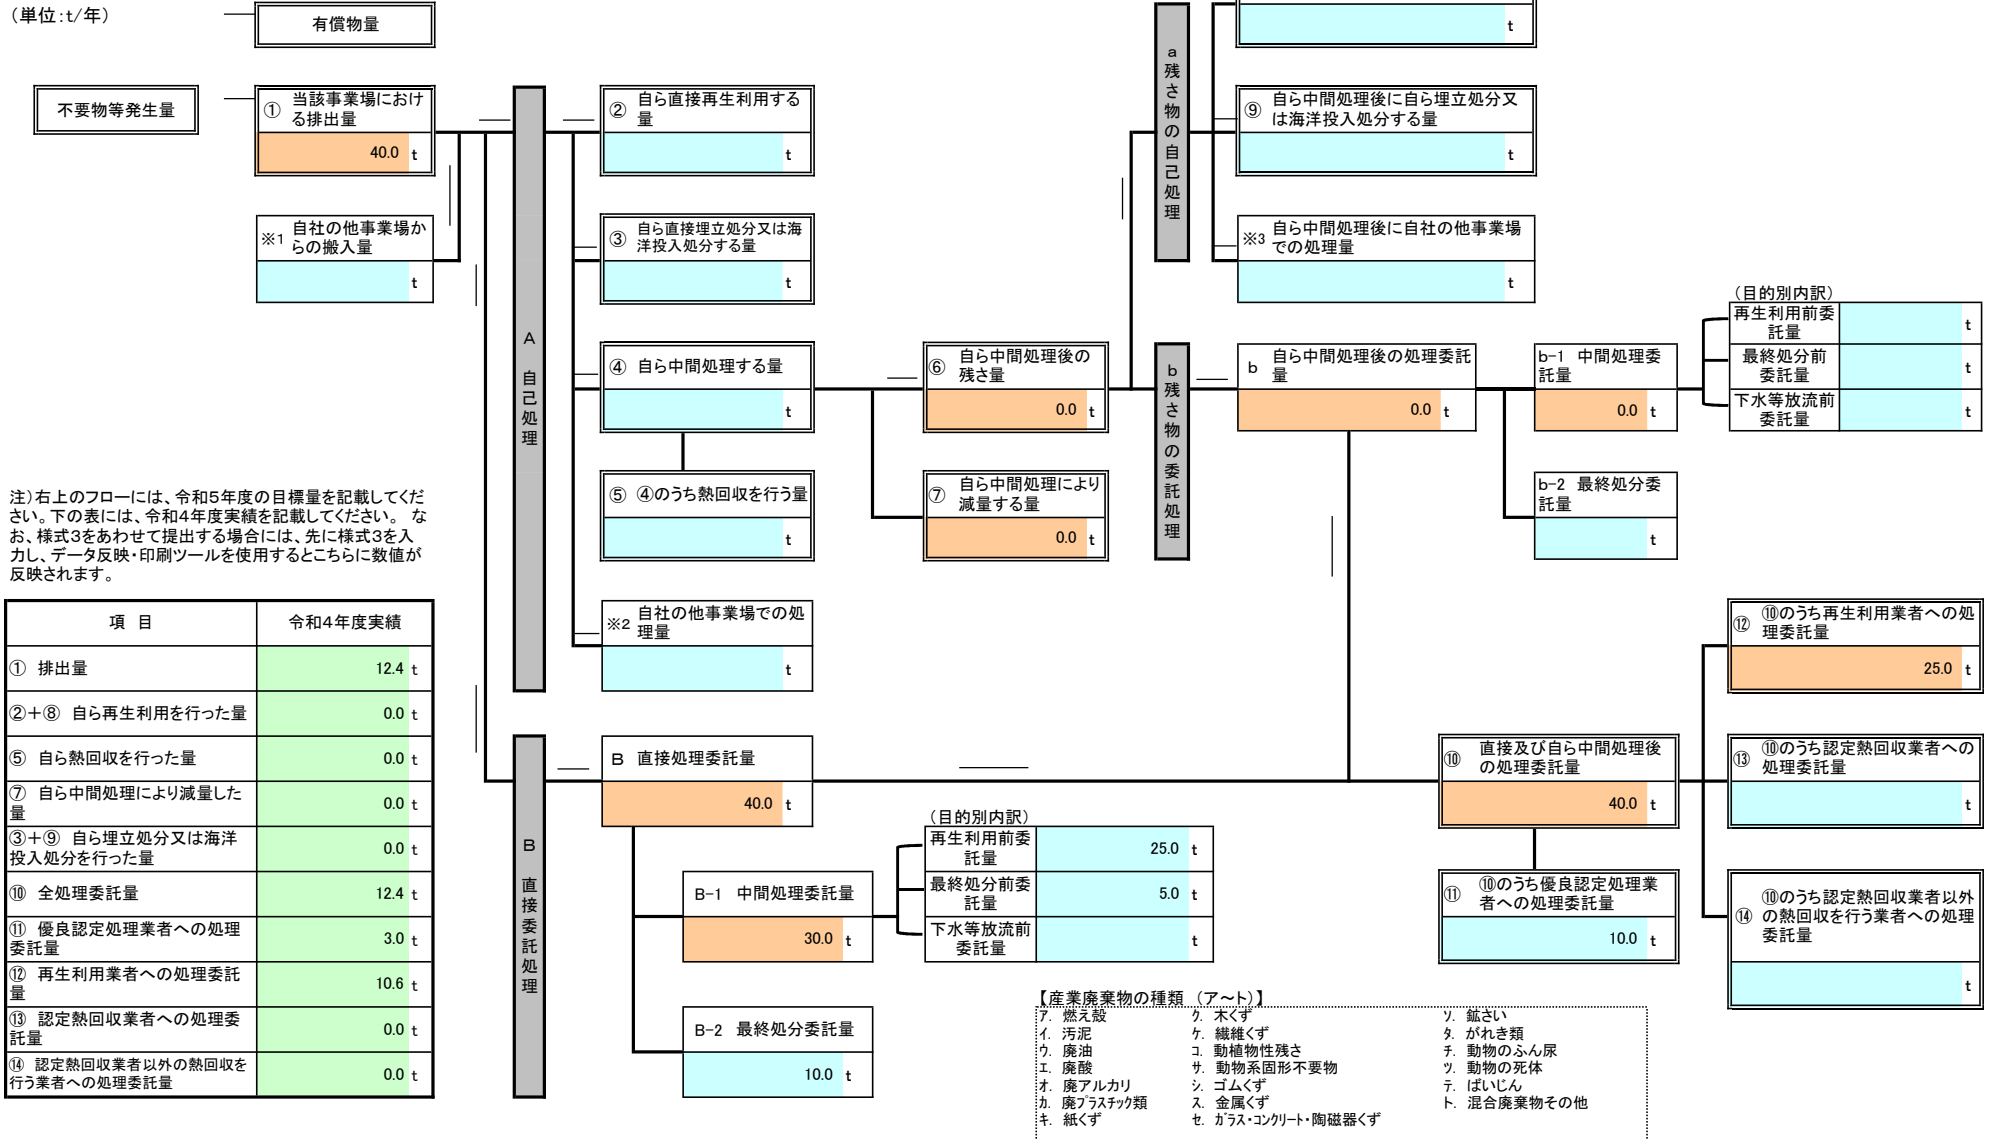 （単位:t/年）
有償物量
t
不要物等発生量
① 当該事業場におけ
る排出量
40.0 t
※1 自社の他事業場か
らの搬入量
t
A 自己処理
② 自ら直接再生利用する
量
t
③ 自ら直接埋立処分又は海
洋投入処分する量
t
④ 自ら中間処理する量
t
⑤ ④のうち熱回収を行う量
t
※2 自社の他事業場での処
理量
t
⑥ 自ら中間処理後の
残さ量
0.0 t
⑦ 自ら中間処理により
減量する量
0.0 t
a 残さ物の自己処理
⑨ 自ら中間処理後に自ら埋立処分又
は海洋投入処分する量
t
※3 自ら中間処理後に自社の他事業場
での処理量
t
b 残さ物の委託処理
b 自ら中間処理後の処理委託
量
0.0 t
b-1 中間処理委
託量
0.0 t
b-2 最終処分委
託量
t
（目的別内訳）
再生利用前委
託量
t
最終処分前
委託量
t
下水等放流前
委託量
t
注）右上のフローには、令和5年度の目標量を記載してくだ
さい。下の表には、令和4年度実績を記載してください。 な
お、様式3をあわせて提出する場合には、先に様式3を入
力し、データ反映・印刷ツールを使用するとこちらに数値が
反映されます。
項 目 令和4年度実績
① 排出量 12.4 t
②+⑧ 自ら再生利用を行った量 0.0 t
⑤ 自ら熱回収を行った量 0.0 t
⑦ 自ら中間処理により減量した
量 0.0 t
③+⑨ 自ら埋立処分又は海洋
投入処分を行った量 0.0 t
⑩ 全処理委託量 12.4 t
⑪ 優良認定処理業者への処理
委託量 3.0 t
⑫ 再生利用業者への処理委託
量 10.6 t
⑬ 認定熱回収業者への処理委
託量 0.0 t
⑭ 認定熱回収業者以外の熱回収を
行う業者への処理委託量 0.0 t
B 直接委託処理
B 直接処理委託量
40.0 t
B-1 中間処理委託量
30.0 t
B-2 最終処分委託量
10.0 t
（目的別内訳）
再生利用前委
託量
25.0 t
最終処分前委
託量
5.0 t
下水等放流前
委託量
t
⑩ 直接及び自ら中間処理後
の処理委託量
40.0 t
⑪ ⑩のうち優良認定処理業
者への処理委託量
10.0 t
⑫ ⑩のうち再生利用業者への処
理委託量
25.0 t
⑬ ⑩のうち認定熱回収業者への
処理委託量
t
⑭ ⑩のうち認定熱回収業者以外
の熱回収を行う業者への処理
委託量
t
【産業廃棄物の種類 （ア～ト）】
ア. 燃え殻 ク. 木くず ソ. 鉱さい
イ. 汚泥 ケ. 繊維くず タ. がれき類
ウ. 廃油 コ. 動植物性残さ チ. 動物のふん尿
エ. 廃酸 サ. 動物系固形不要物 ツ. 動物の死体
オ. 廃アルカリ シ. ゴムくず テ. ばいじん
カ. 廃プラスチック類 ス. 金属くず ト. 混合廃棄物その他
キ. 紙くず セ. ガラス・コンクリート・陶磁器くず